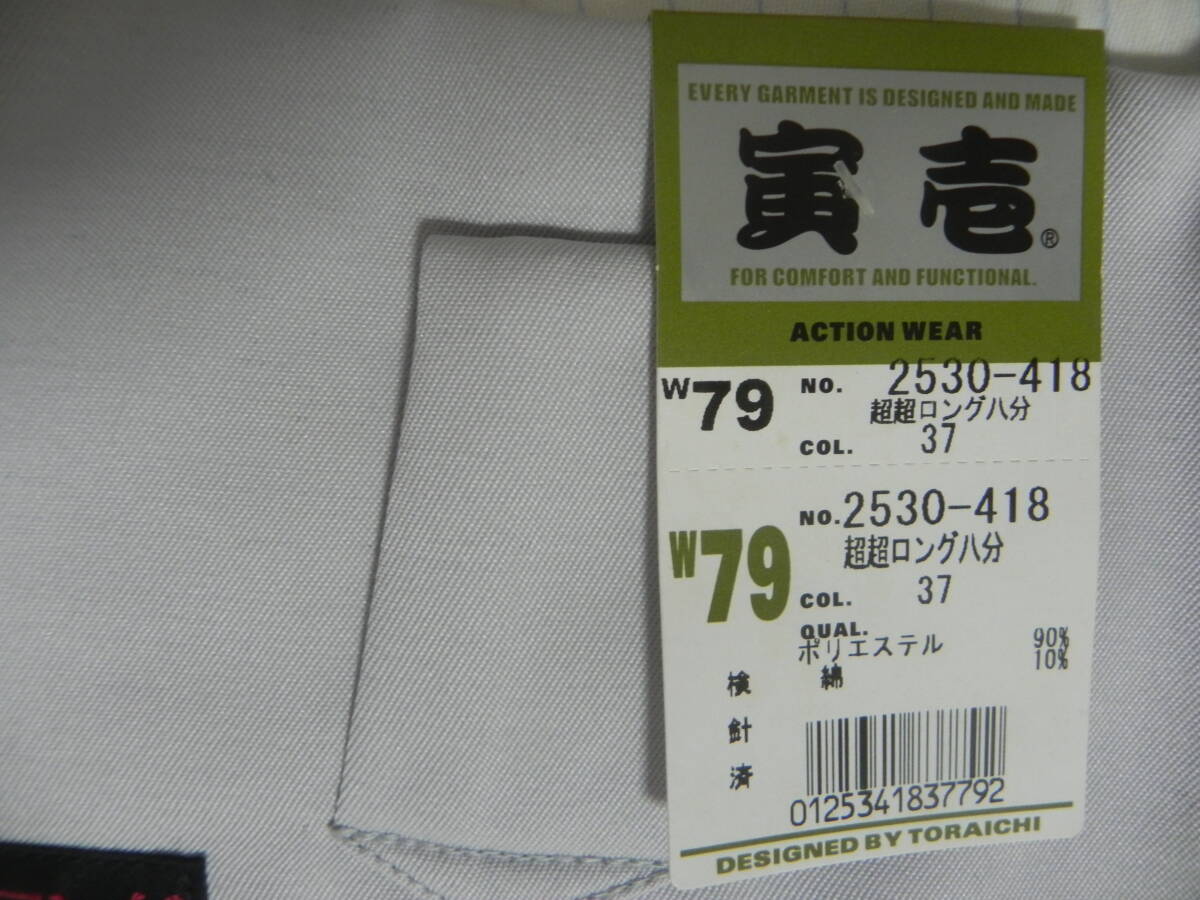 EVERY GARMENT IS DESIGNED AND MADE
寅壱®
FOR COMFORT AND FUNCTIONAL.
ACTION WEAR
W79 NO. 2530-418
超超ロング八分
COL. 37
NO. 2530-418
超超ロング八分
W79
COL. 37
QUAL.
ポリエステル 90%
綿 10%
検針済
0125341837792
DESIGNED BY TORAICHI